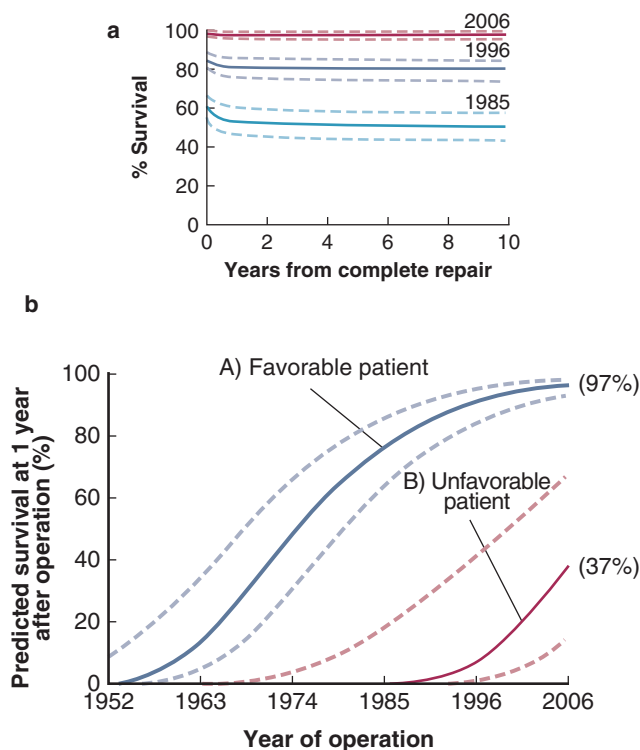 a
% Survival
100
80
60
40
20
0
2006
1996
1985
0 2 4 6 8 10
Years from complete repair
b
Predicted survival at 1 year
after operation (%)
100
80
60
40
20
0
A) Favorable patient
(97%)
B) Unfavorable
patient
(37%)
1952 1963 1974 1985 1996 2006
Year of operation